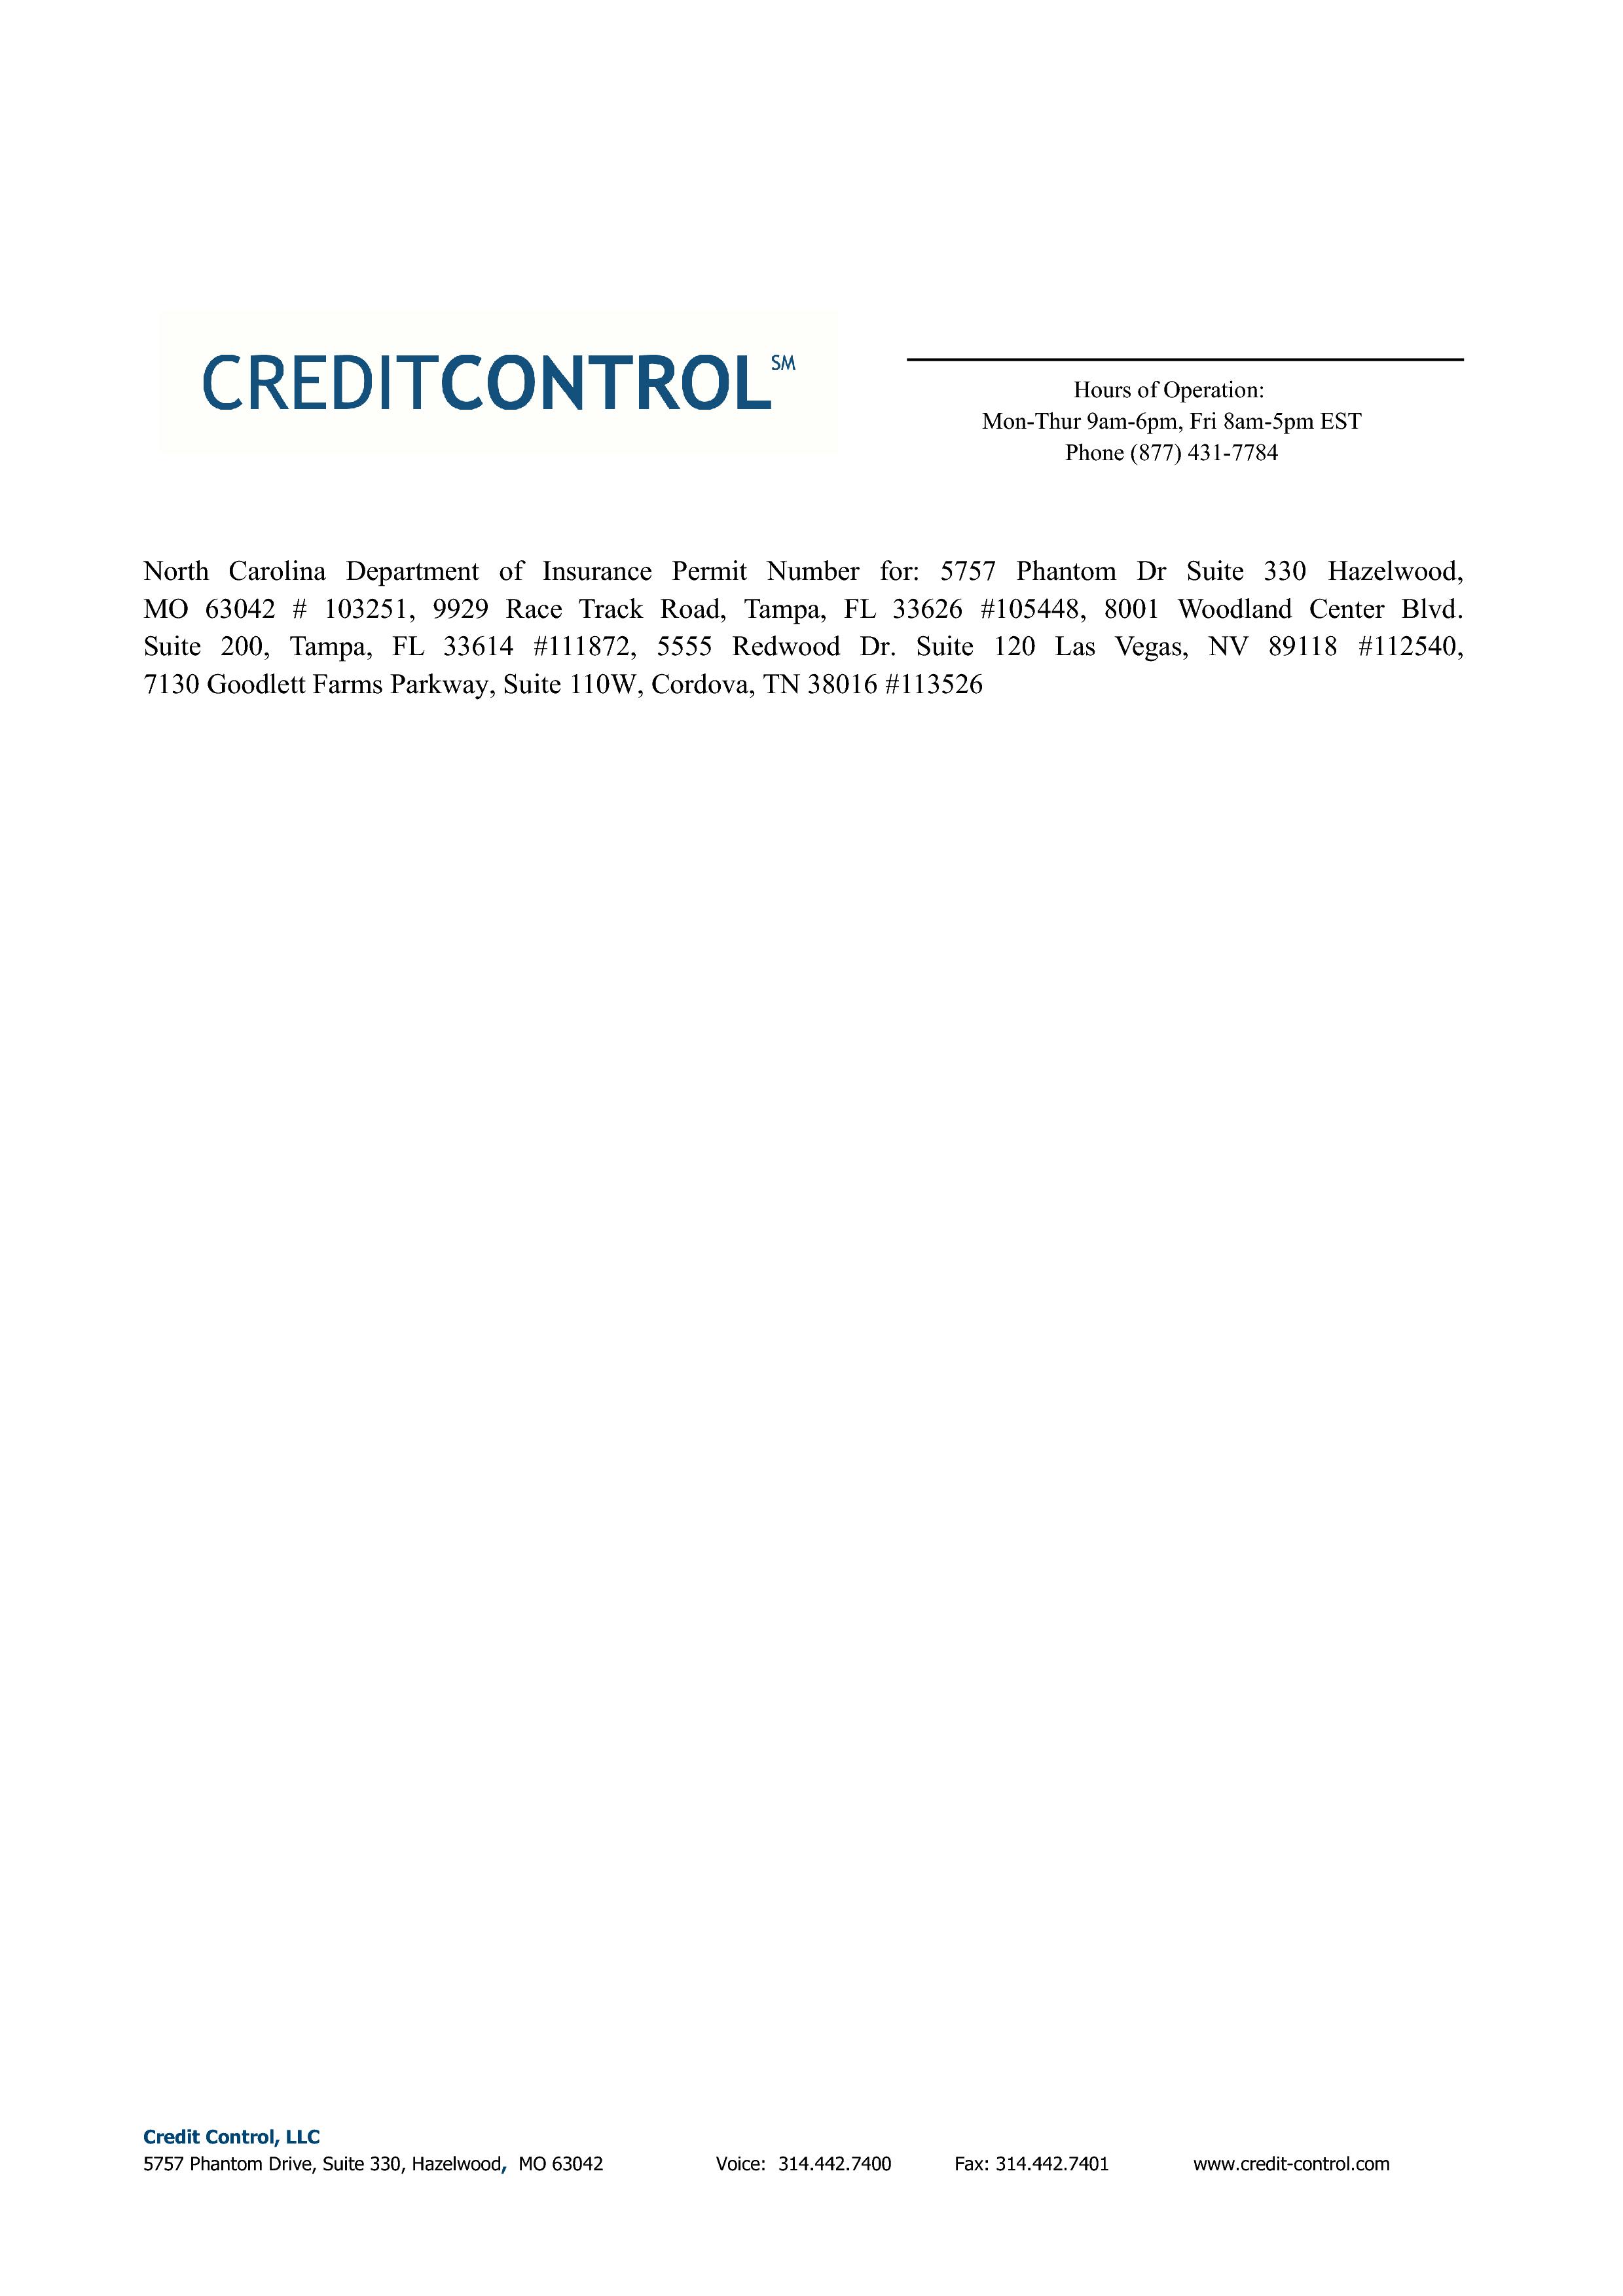 CREDITCONTROL℠
Hours of Operation:
Mon-Thur 9am-6pm, Fri 8am-5pm EST
Phone (877) 431-7784
North Carolina Department of Insurance Permit Number for: 5757 Phantom Dr Suite 330 Hazelwood,
MO 63042 # 103251, 9929 Race Track Road, Tampa, FL 33626 #105448, 8001 Woodland Center Blvd.
Suite 200, Tampa, FL 33614 #111872, 5555 Redwood Dr. Suite 120 Las Vegas, NV 89118 #112540,
7130 Goodlett Farms Parkway, Suite 110W, Cordova, TN 38016 #113526
Credit Control, LLC
5757 Phantom Drive, Suite 330, Hazelwood, MO 63042 Voice: 314.442.7400 Fax: 314.442.7401 www.credit-control.com